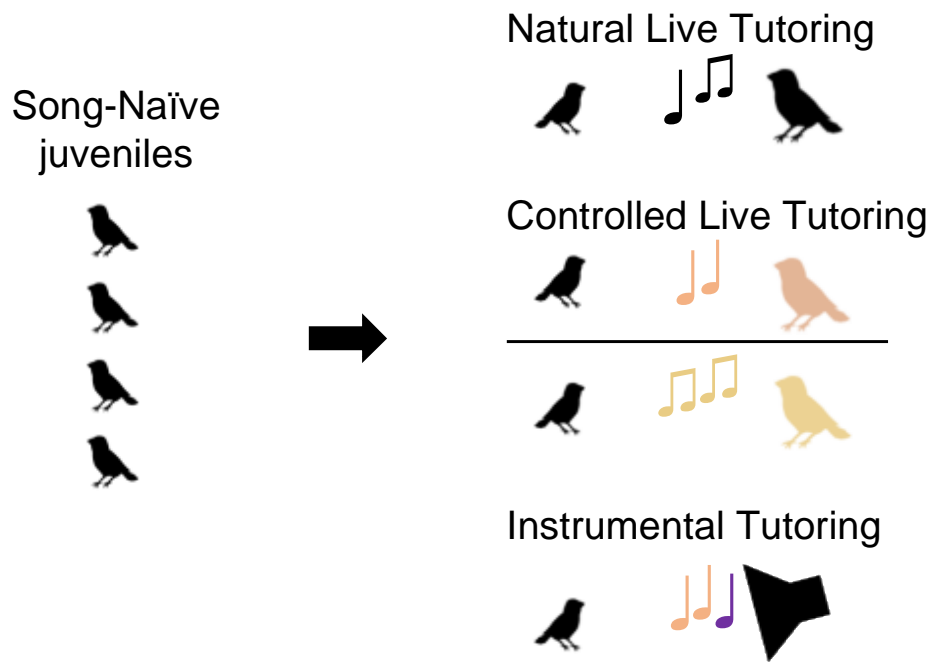 Song-Naïve
juveniles
Natural Live Tutoring
Controlled Live Tutoring
Instrumental Tutoring